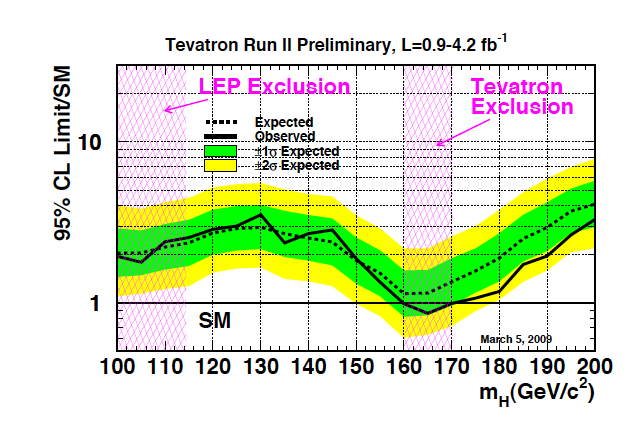 Tevatron Run II Preliminary, L=0.9-4.2 fb⁻¹
LEP Exclusion
Tevatron
Exclusion
Expected
Observed
±1σ Expected
±2σ Expected
95% CL Limit/SM
10
1
SM
March 5, 2009
100 110 120 130 140 150 160 170 180 190 200
m_H(GeV/c²)